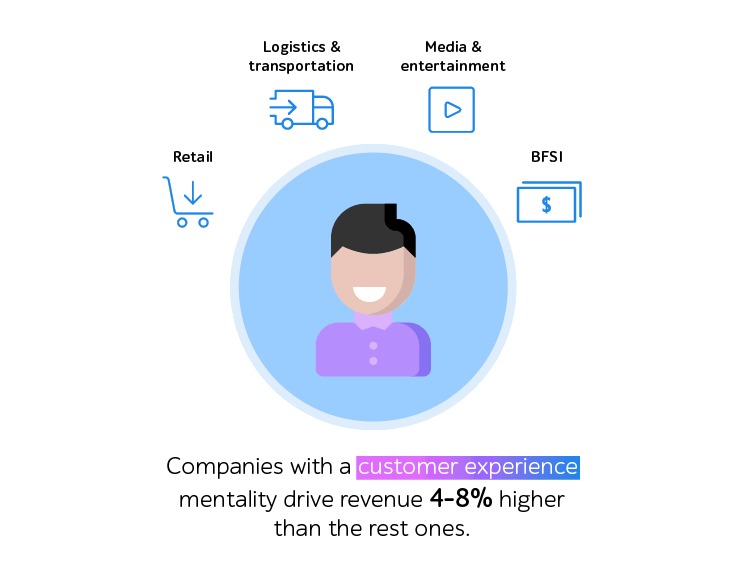 Logistics &
transportation
Media &
entertainment
Retail
BFSI
$
Companies with a customer experience
mentality drive revenue 4-8% higher
than the rest ones.